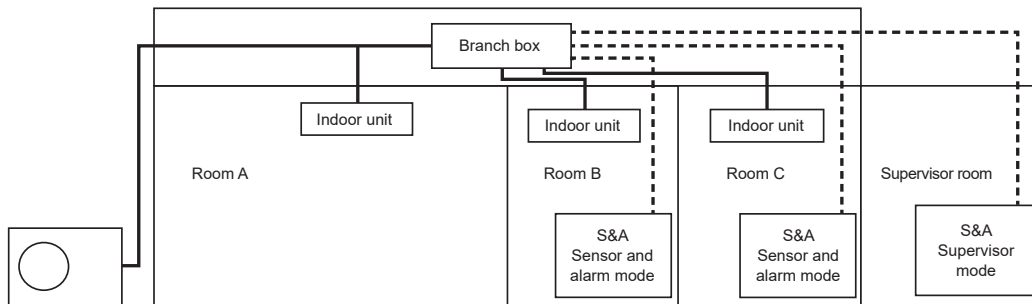 Branch box
Indoor unit
Indoor unit
Indoor unit
Room A
Room B
Room C
Supervisor room
S&A
Sensor and
alarm mode
S&A
Sensor and
alarm mode
S&A
Supervisor
mode